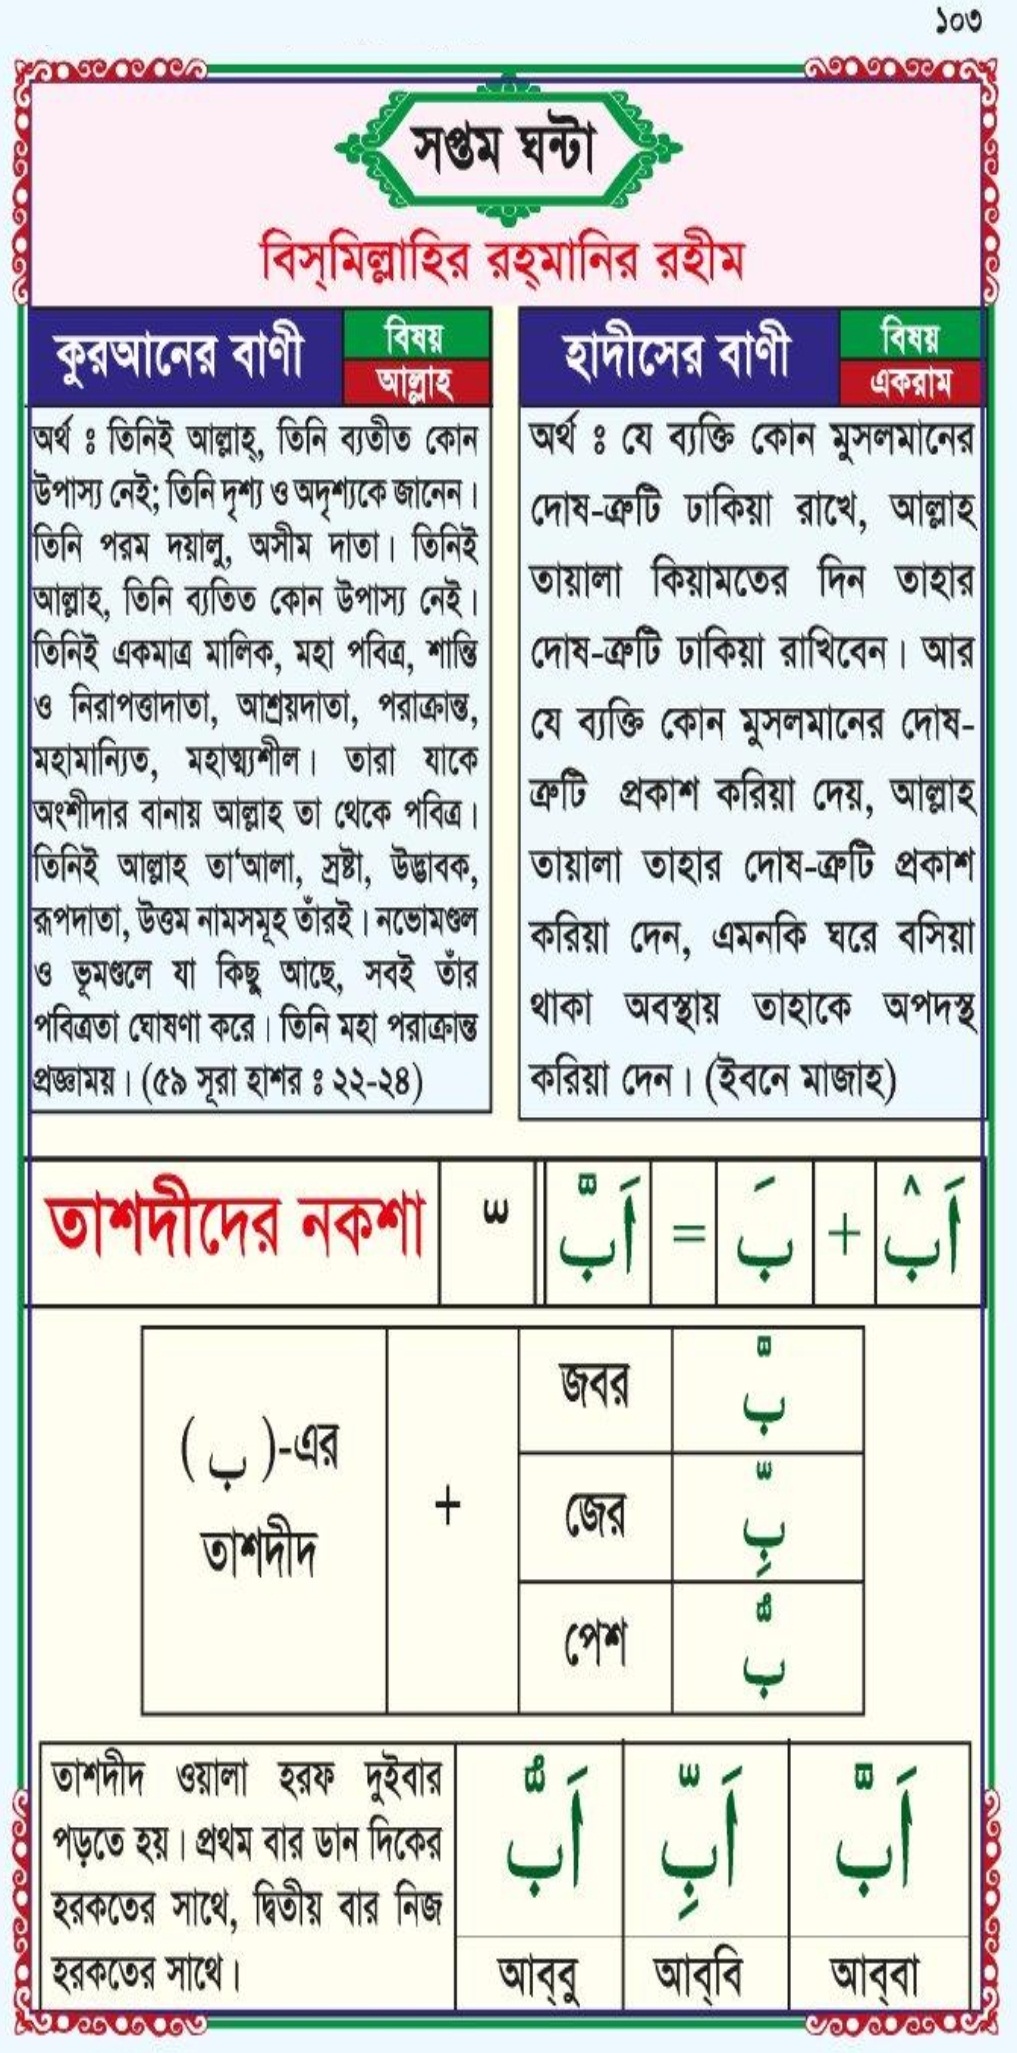 ১০৩
সপ্তম ঘন্টা
বিস্‌মিল্লাহির রহ্‌মানির রহীম
কুরআনের বাণী
বিষয়
আল্লাহ
অর্থ ঃ তিনিই আল্লাহ্‌, তিনি ব্যতীত কোন
উপাস্য নেই; তিনি দৃশ্য ও অদৃশ্যকে জানেন।
তিনি পরম দয়ালু, অসীম দাতা। তিনিই
আল্লাহ, তিনি ব্যতিত কোন উপাস্য নেই।
তিনিই একমাত্র মালিক, মহা পবিত্র, শান্তি
ও নিরাপত্তাদাতা, আশ্রয়দাতা, পরাক্রান্ত,
মহামান্যিত, মহাত্ম্যশীল। তারা যাকে
অংশীদার বানায় আল্লাহ তা থেকে পবিত্র।
তিনিই আল্লাহ তা‘আলা, স্রষ্টা, উদ্ভাবক,
রূপদাতা, উত্তম নামসমূহ তাঁরই। নভোমণ্ডল
ও ভূমণ্ডলে যা কিছু আছে, সবই তাঁর
পবিত্রতা ঘোষণা করে। তিনি মহা পরাক্রান্ত
প্রজ্ঞাময়। (৫৯ সূরা হাশর ঃ ২২-২৪)
হাদীসের বাণী
বিষয়
একরাম
অর্থ ঃ যে ব্যক্তি কোন মুসলমানের
দোষ-ত্রুটি ঢাকিয়া রাখে, আল্লাহ
তায়ালা কিয়ামতের দিন তাহার
দোষ-ত্রুটি ঢাকিয়া রাখিবেন। আর
যে ব্যক্তি কোন মুসলমানের দোষ-
ত্রুটি প্রকাশ করিয়া দেয়, আল্লাহ
তায়ালা তাহার দোষ-ত্রুটি প্রকাশ
করিয়া দেন, এমনকি ঘরে বসিয়া
থাকা অবস্থায় তাহাকে অপদস্থ
করিয়া দেন। (ইবনে মাজাহ)
তাশদীদের নকশা ّ اَبَّ = بَ + اَبْ
(ب)-এর
তাশদীদ
+
জবর بَّ
জের بِّ
পেশ بُّ
তাশদীদ ওয়ালা হরফ দুইবার
পড়তে হয়। প্রথম বার ডান দিকের
হরকতের সাথে, দ্বিতীয় বার নিজ
হরকতের সাথে।
اَبُّ اَبِّ اَبَّ
আব্‌বু আব্‌বি আব্‌বা